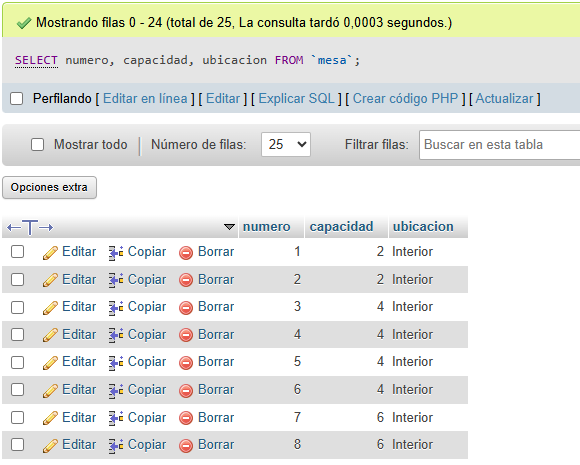 Mostrando filas 0 - 24 (total de 25, La consulta tardó 0,0003 segundos.)
SELECT numero, capacidad, ubicacion FROM `mesa`;
Perfilando [ Editar en línea ] [ Editar ] [ Explicar SQL ] [ Crear código PHP ] [ Actualizar ]
Mostrar todo Número de filas: 25 Filtrar filas: Buscar en esta tabla
Opciones extra
numero capacidad ubicacion
Editar Copiar Borrar 1 2 Interior
Editar Copiar Borrar 2 2 Interior
Editar Copiar Borrar 3 4 Interior
Editar Copiar Borrar 4 4 Interior
Editar Copiar Borrar 5 4 Interior
Editar Copiar Borrar 6 4 Interior
Editar Copiar Borrar 7 6 Interior
Editar Copiar Borrar 8 6 Interior